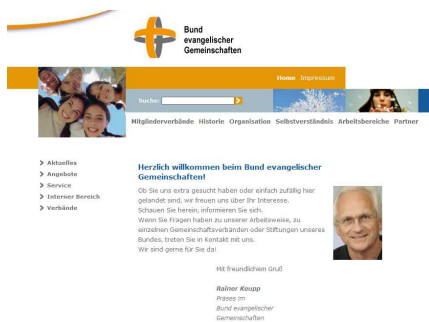 Bund
evangelischer
Gemeinschaften
Home Impressum
Suche:
Mitgliederverbände Historie Organisation Selbstverständnis Arbeitsbereiche Partner
Aktuelles
Angebote
Service
Interner Bereich
Verbände
Herzlich willkommen beim Bund evangelischer
Gemeinschaften!
Ob Sie uns extra gesucht haben oder einfach zufällig hier
gelandet sind, wir freuen uns über Ihr Interesse.
Schauen Sie herein, informieren Sie sich.
Wenn Sie Fragen haben zu unserer Arbeitsweise, zu
einzelnen Gemeinschaftsverbänden oder Stiftungen unseres
Bundes, treten Sie in Kontakt mit uns.
Wir sind gerne für Sie da!
Mit freundlichem Gruß
Rainer Keupp
Präses im
Bund evangelischer
Gemeinschaften